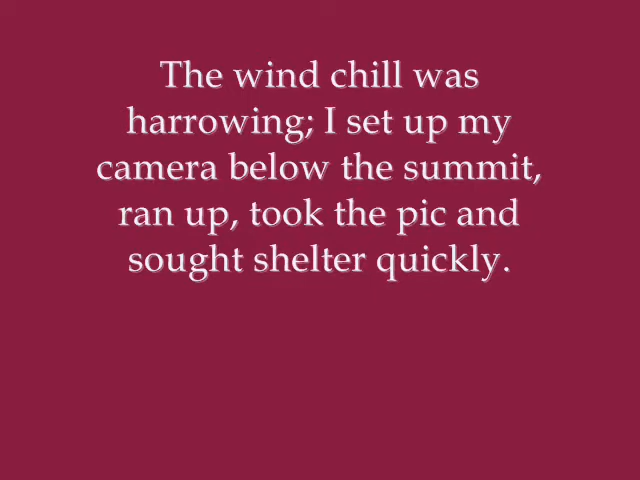 The wind chill was
harrowing; I set up my
camera below the summit,
ran up, took the pic and
sought shelter quickly.